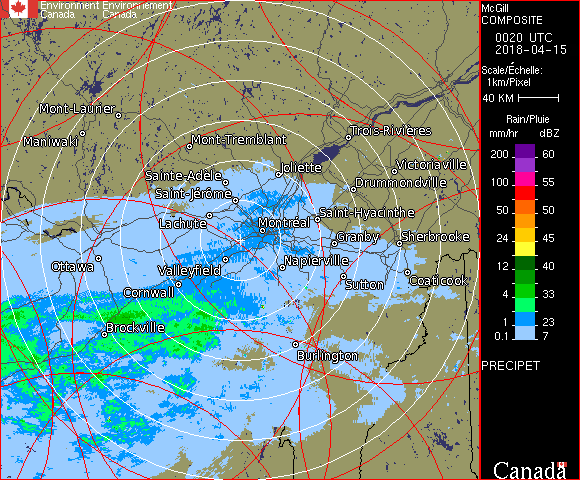 Environment Environnement
Canada Canada
McGill
COMPOSITE
0020 UTC
2018-04-15
Scale/Échelle:
1km/Pixel
40 KM
Rain/Pluie
mm/hr dBZ
200 60
100 55
50 50
24 45
12 40
4 33
1 23
0.1 7
PRECIPET
Canada
Mont-Laurier
Maniwaki
Mont-Tremblant
Trois-Rivières
Joliette
Victoriaville
Sainte-Adèle
Drummondville
Saint-Jérôme
Lachute
Saint-Hyacinthe
Montréal
Granby
Sherbrooke
Ottawa
Valleyfield
Napierville
Cornwall
Sutton
Coaticook
Brockville
Burlington